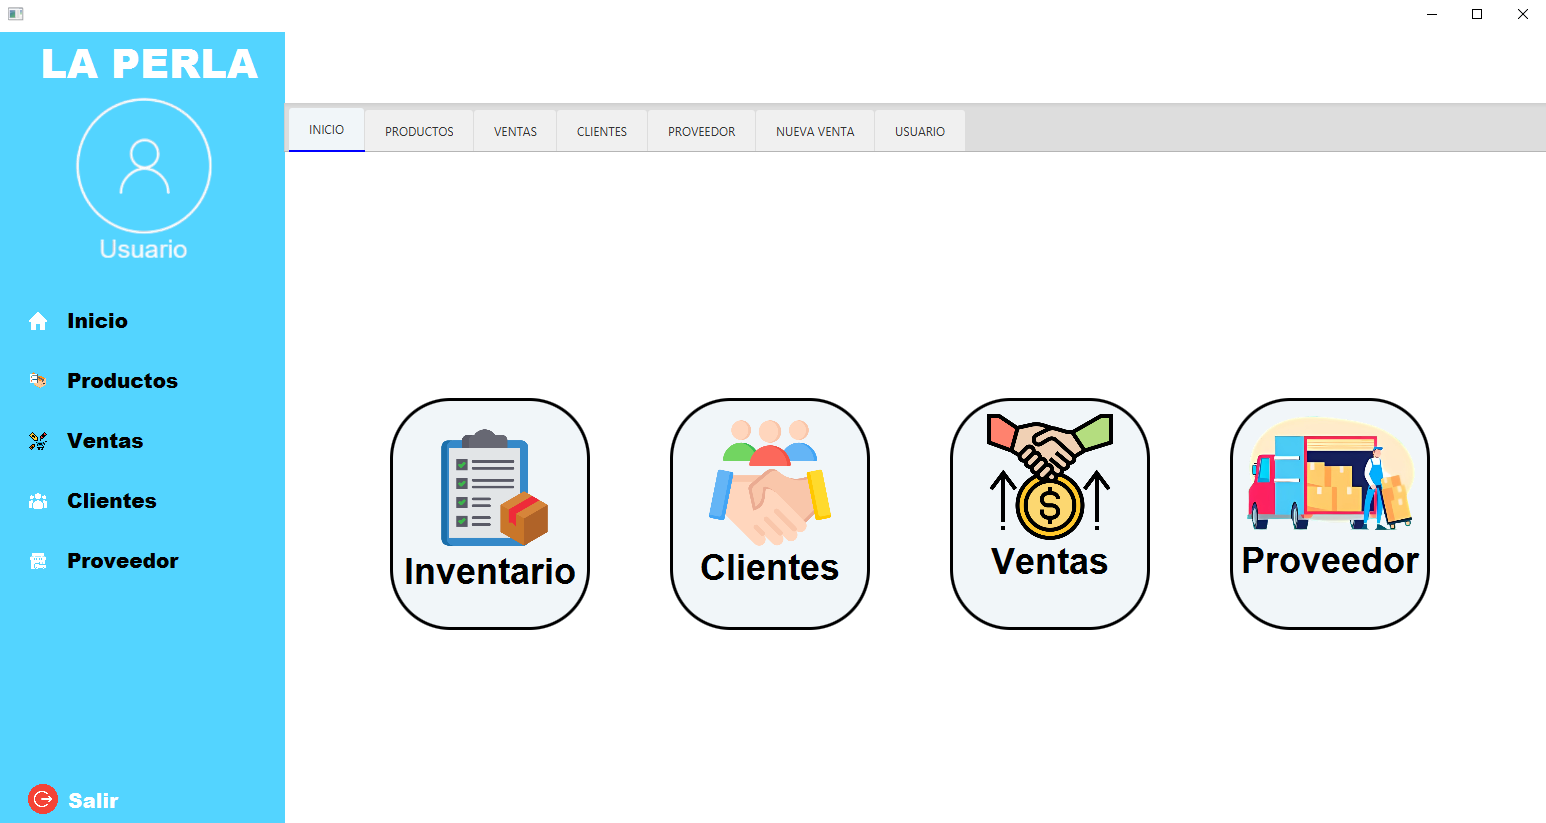 LA PERLA
Usuario
Inicio
Productos
Ventas
Clientes
Proveedor
Salir
INICIO PRODUCTOS VENTAS CLIENTES PROVEEDOR NUEVA VENTA USUARIO
Inventario Clientes Ventas Proveedor